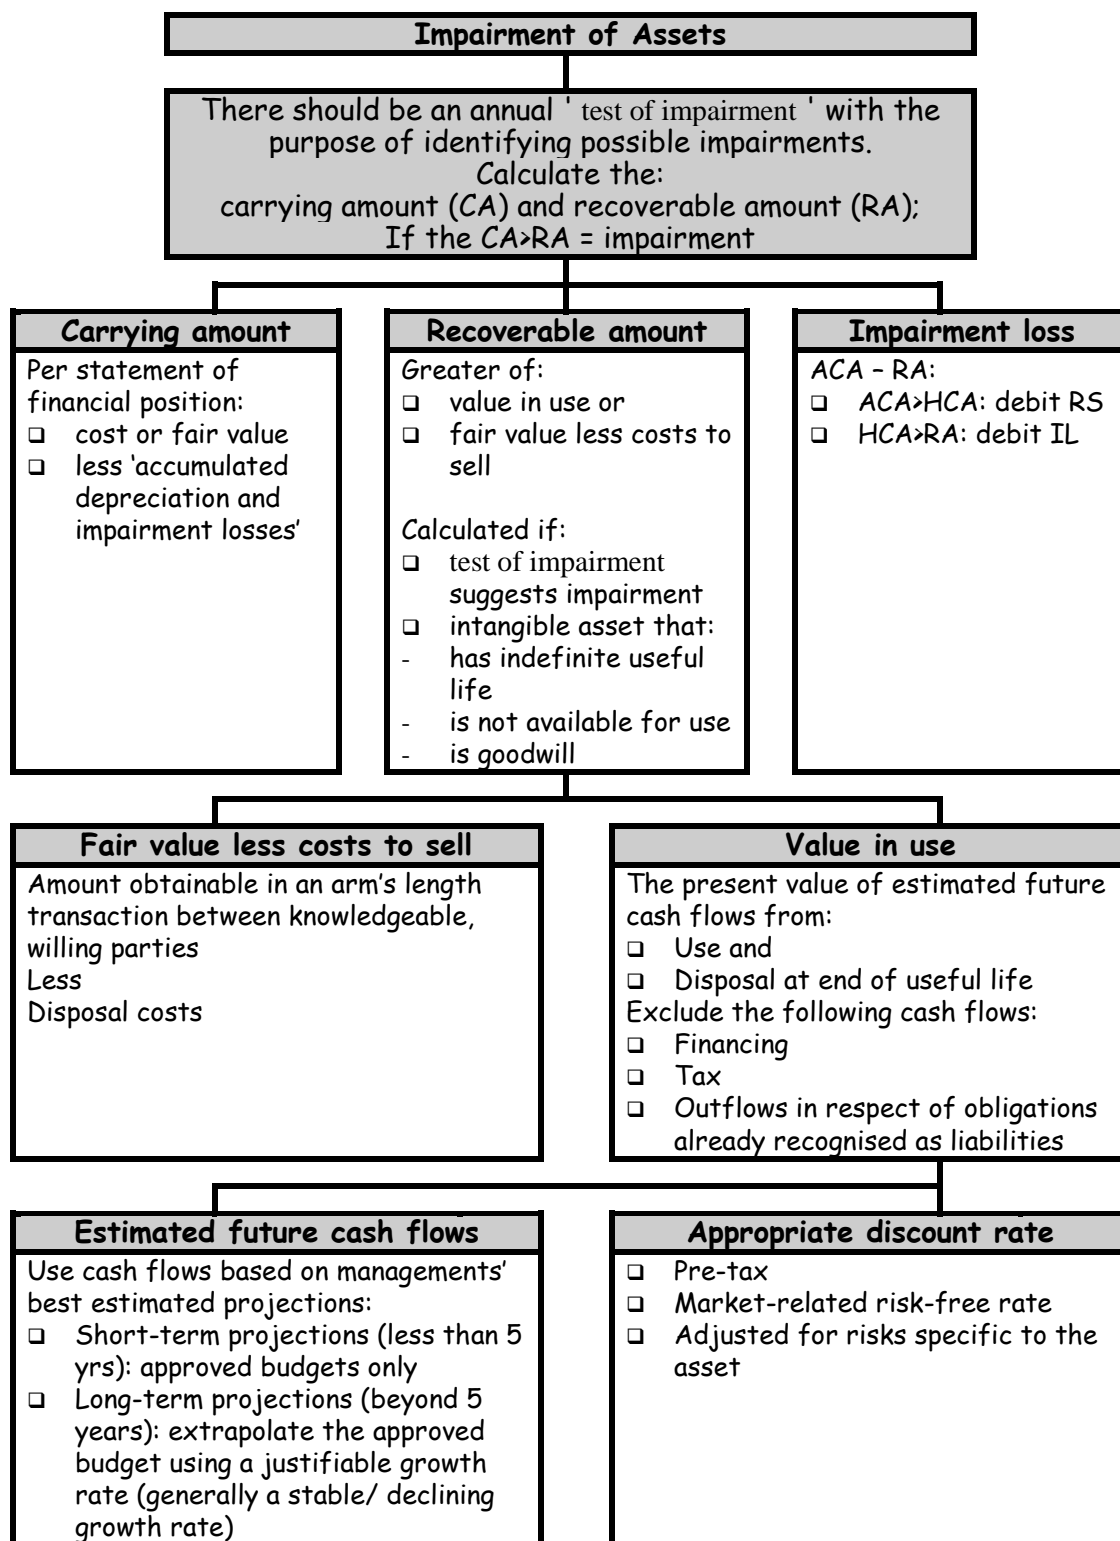 Impairment of Assets
There should be an annual ' test of impairment ' with the
purpose of identifying possible impairments.
Calculate the:
carrying amount (CA) and recoverable amount (RA);
If the CA>RA = impairment
Carrying amount
Per statement of
financial position:
❑ cost or fair value
❑ less ‘accumulated
depreciation and
impairment losses’
Recoverable amount
Greater of:
❑ value in use or
❑ fair value less costs to
sell
Calculated if:
❑ test of impairment
suggests impairment
❑ intangible asset that:
- has indefinite useful
life
- is not available for use
- is goodwill
Impairment loss
ACA – RA:
❑ ACA>HCA: debit RS
❑ HCA>RA: debit IL
Fair value less costs to sell
Amount obtainable in an arm’s length
transaction between knowledgeable,
willing parties
Less
Disposal costs
Value in use
The present value of estimated future
cash flows from:
❑ Use and
❑ Disposal at end of useful life
Exclude the following cash flows:
❑ Financing
❑ Tax
❑ Outflows in respect of obligations
already recognised as liabilities
Estimated future cash flows
Use cash flows based on managements’
best estimated projections:
❑ Short-term projections (less than 5
yrs): approved budgets only
❑ Long-term projections (beyond 5
years): extrapolate the approved
budget using a justifiable growth
rate (generally a stable/ declining
growth rate)
Appropriate discount rate
❑ Pre-tax
❑ Market-related risk-free rate
❑ Adjusted for risks specific to the
asset